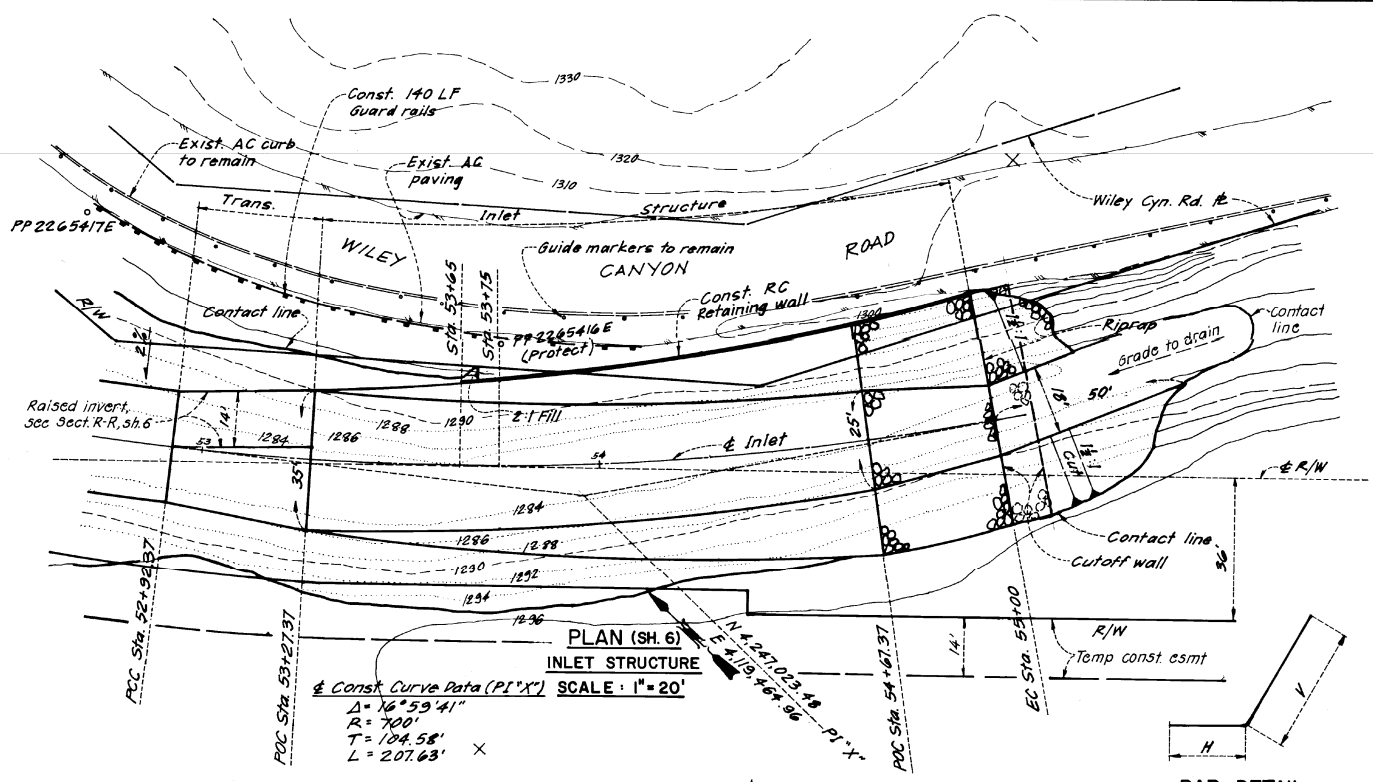 1330
Const. 140 LF
Guard rails
Exist. AC curb
to remain
Exist. AC
paving
1320
1310
Trans.
Inlet
Structure
Wiley Cyn. Rd. ℄
PP 2265417E
WILEY
CANYON
ROAD
Guide markers to remain
R/W
Contact line
Sta. 53+65
Sta. 53+75
PP 2265416E
(Protect)
Const. RC
Retaining wall
1300
1½:1
Riprap
Contact
line
Grade to drain
50'
18'
2:1 Fill
25'
Raised invert,
see Sect. R-R, sh. 6
14'
53
1284
1286
1288
1290
54
℄ Inlet
35'
1½:1
Cut
℄ R/W
1284
1286
1288
1290
1292
1294
1296
Contact line
Cutoff wall
36'
PCC Sta. 52+92.37
POC Sta. 53+27.37
POC Sta. 54+67.37
EC Sta. 55+00
14'
R/W
Temp const. esmt
N 4,247,023.48
E 4,119,464.96
PI "X"
PLAN (SH. 6)
INLET STRUCTURE
SCALE : 1"= 20'
℄ Const. Curve Data (PI "X")
Δ= 16°59'41"
R= 700'
T= 104.58'
L= 207.63'
H
V